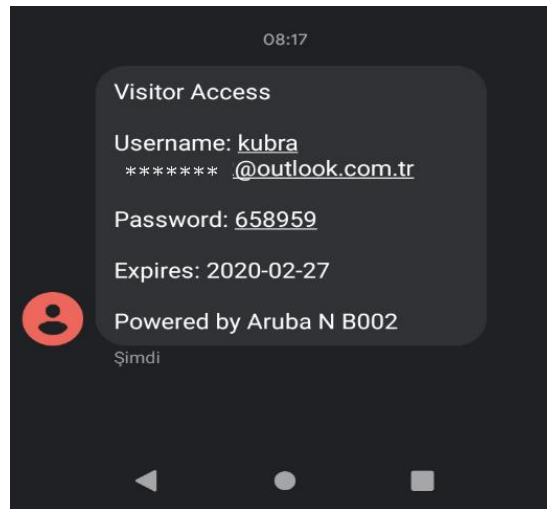 08:17
Visitor Access
Username: kubra
******* @outlook.com.tr
Password: 658959
Expires: 2020-02-27
Powered by Aruba N B002
Şimdi